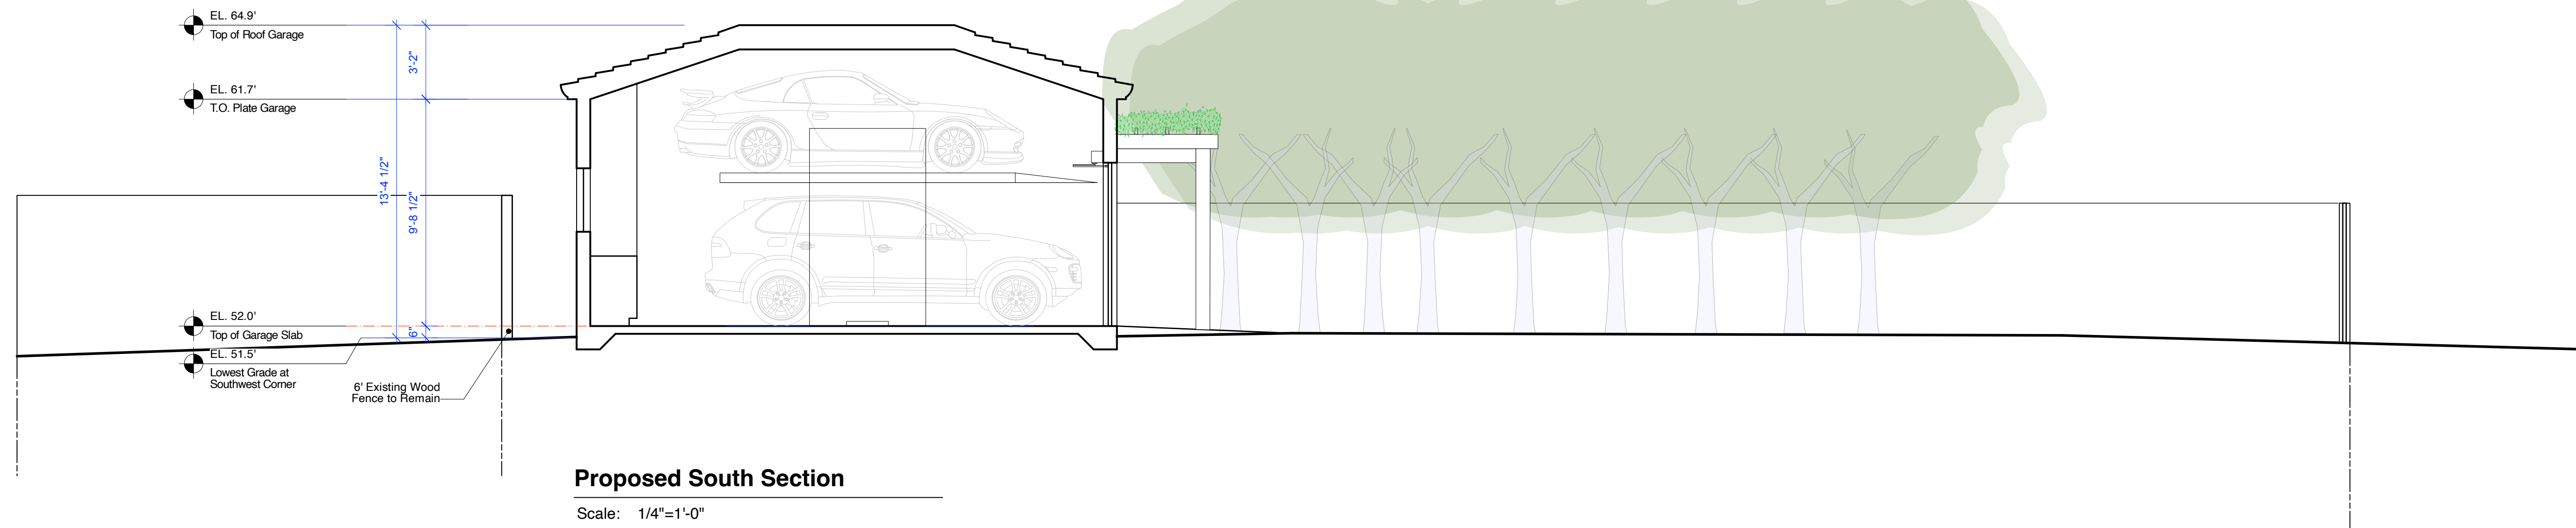 EL. 64.9'
Top of Roof Garage
3'-2"
EL. 61.7'
T.O. Plate Garage
13'-4 1/2"
9'-8 1/2"
EL. 52.0'
Top of Garage Slab
6"
EL. 51.5'
Lowest Grade at
Southwest Corner
6' Existing Wood
Fence to Remain
Proposed South Section
Scale: 1/4"=1'-0"